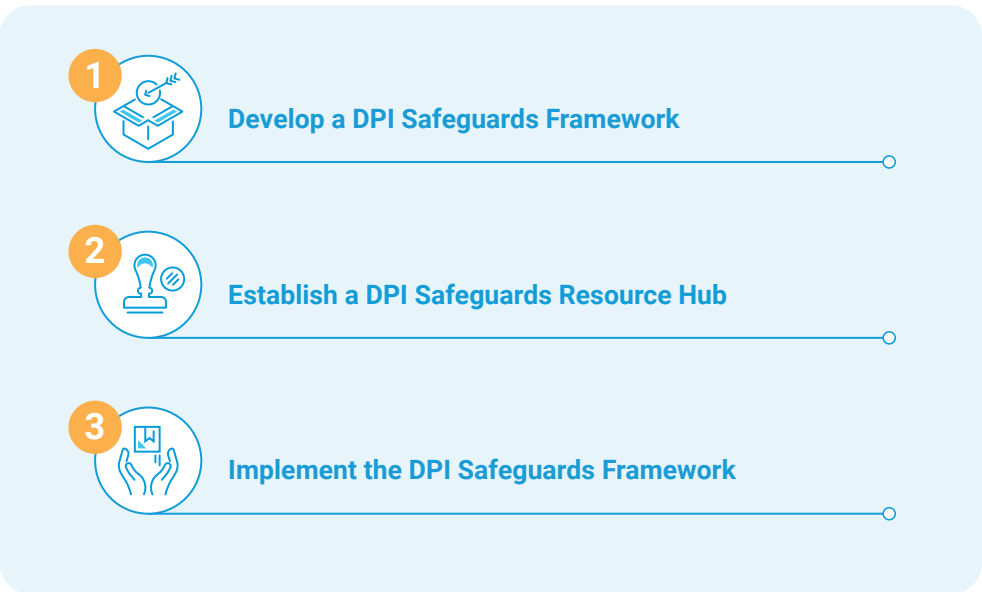 1
Develop a DPI Safeguards Framework
2
Establish a DPI Safeguards Resource Hub
3
Implement the DPI Safeguards Framework